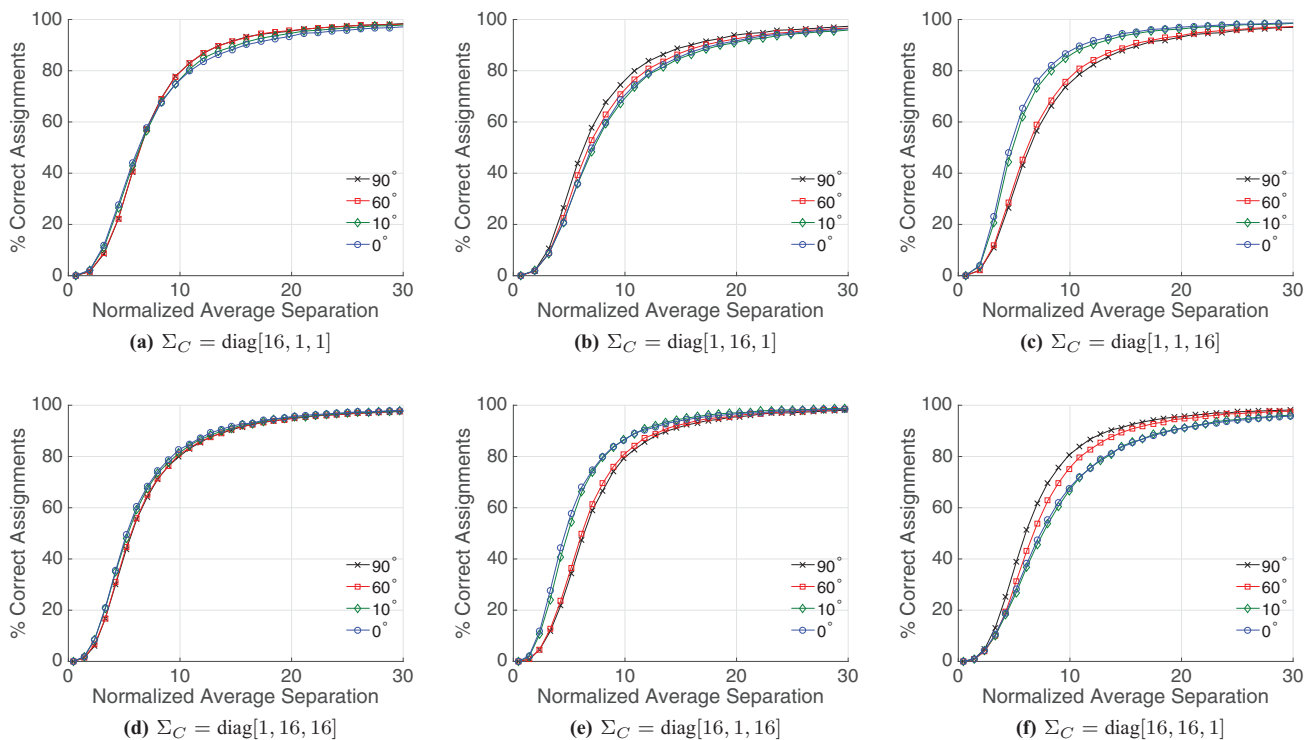 100
80
60
40
20
0
% Correct Assignments
90°
60°
10°
0°
0 10 20 30
Normalized Average Separation
(a) Σ_C = diag[16, 1, 1]
100
80
60
40
20
0
% Correct Assignments
90°
60°
10°
0°
0 10 20 30
Normalized Average Separation
(b) Σ_C = diag[1, 16, 1]
100
80
60
40
20
0
% Correct Assignments
90°
60°
10°
0°
0 10 20 30
Normalized Average Separation
(c) Σ_C = diag[1, 1, 16]
100
80
60
40
20
0
% Correct Assignments
90°
60°
10°
0°
0 10 20 30
Normalized Average Separation
(d) Σ_C = diag[1, 16, 16]
100
80
60
40
20
0
% Correct Assignments
90°
60°
10°
0°
0 10 20 30
Normalized Average Separation
(e) Σ_C = diag[16, 1, 16]
100
80
60
40
20
0
% Correct Assignments
90°
60°
10°
0°
0 10 20 30
Normalized Average Separation
(f) Σ_C = diag[16, 16, 1]